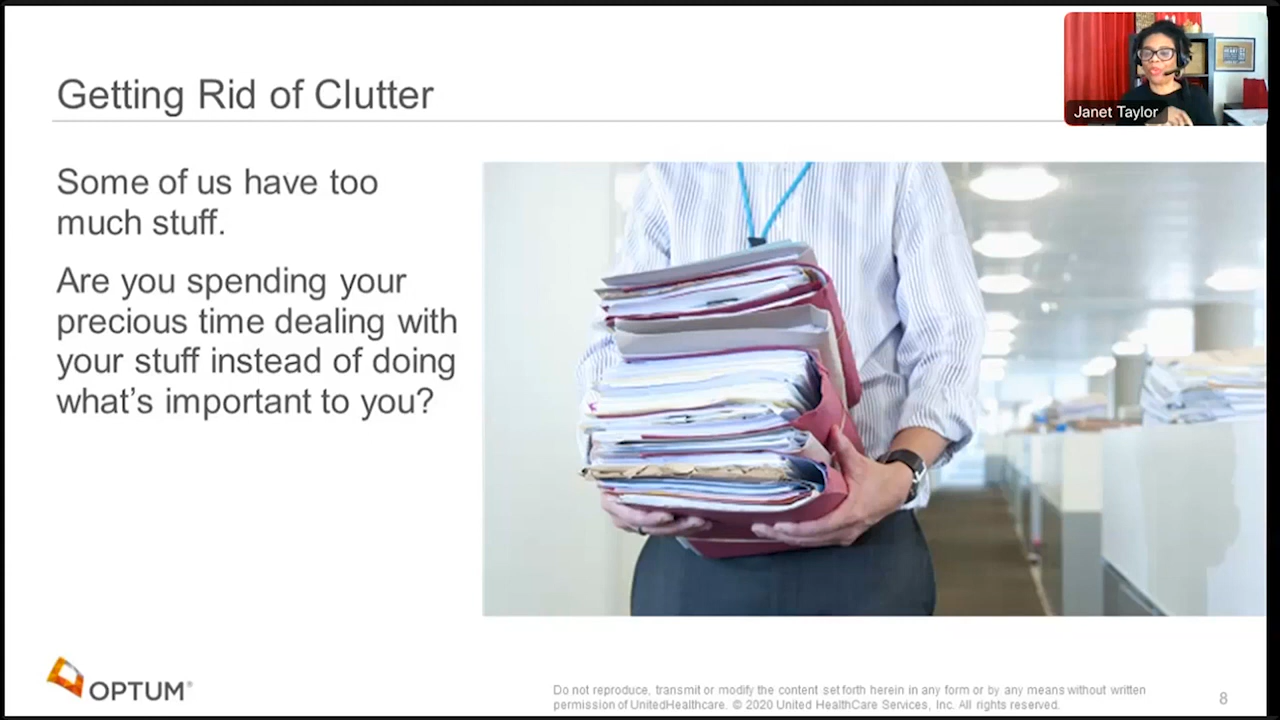 Getting Rid of Clutter
Janet Taylor
Some of us have too
much stuff.
Are you spending your
precious time dealing with
your stuff instead of doing
what's important to you?
OPTUM®
Do not reproduce, transmit or modify the content set forth herein in any form or by any means without written
permission of UnitedHealthcare. © 2020 United HealthCare Services, Inc. All rights reserved.
8